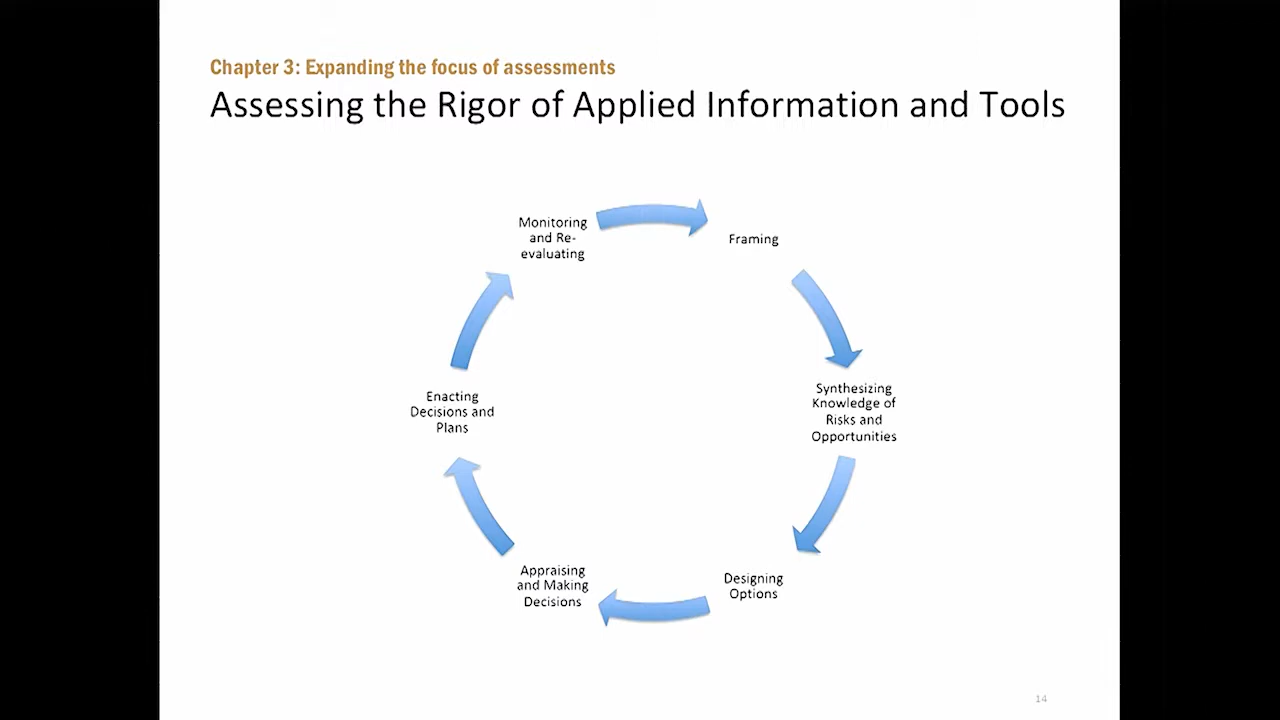 Chapter 3: Expanding the focus of assessments
Assessing the Rigor of Applied Information and Tools
Monitoring
and Re-
evaluating
Framing
Synthesizing
Knowledge of
Risks and
Opportunities
Designing
Options
Appraising
and Making
Decisions
Enacting
Decisions and
Plans
14